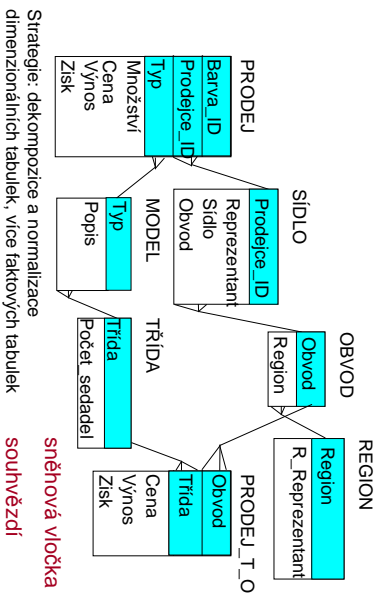 PRODEJ
Barva_ID
Prodejce_ID
Typ
Množství
Cena
Výnos
Zisk
SÍDLO
Prodejce_ID
Reprezentant
Sídlo
Obvod
OBVOD
Obvod
Region
REGION
Region
R_Reprezentant
MODEL
Typ
Popis
TŘÍDA
Třída
Počet_sedadel
PRODEJ_T_O
Obvod
Třída
Cena
Výnos
Zisk
Strategie: dekompozice a normalizace
dimenzionálních tabulek, více faktových tabulek
sněhová vločka
souhvězdí